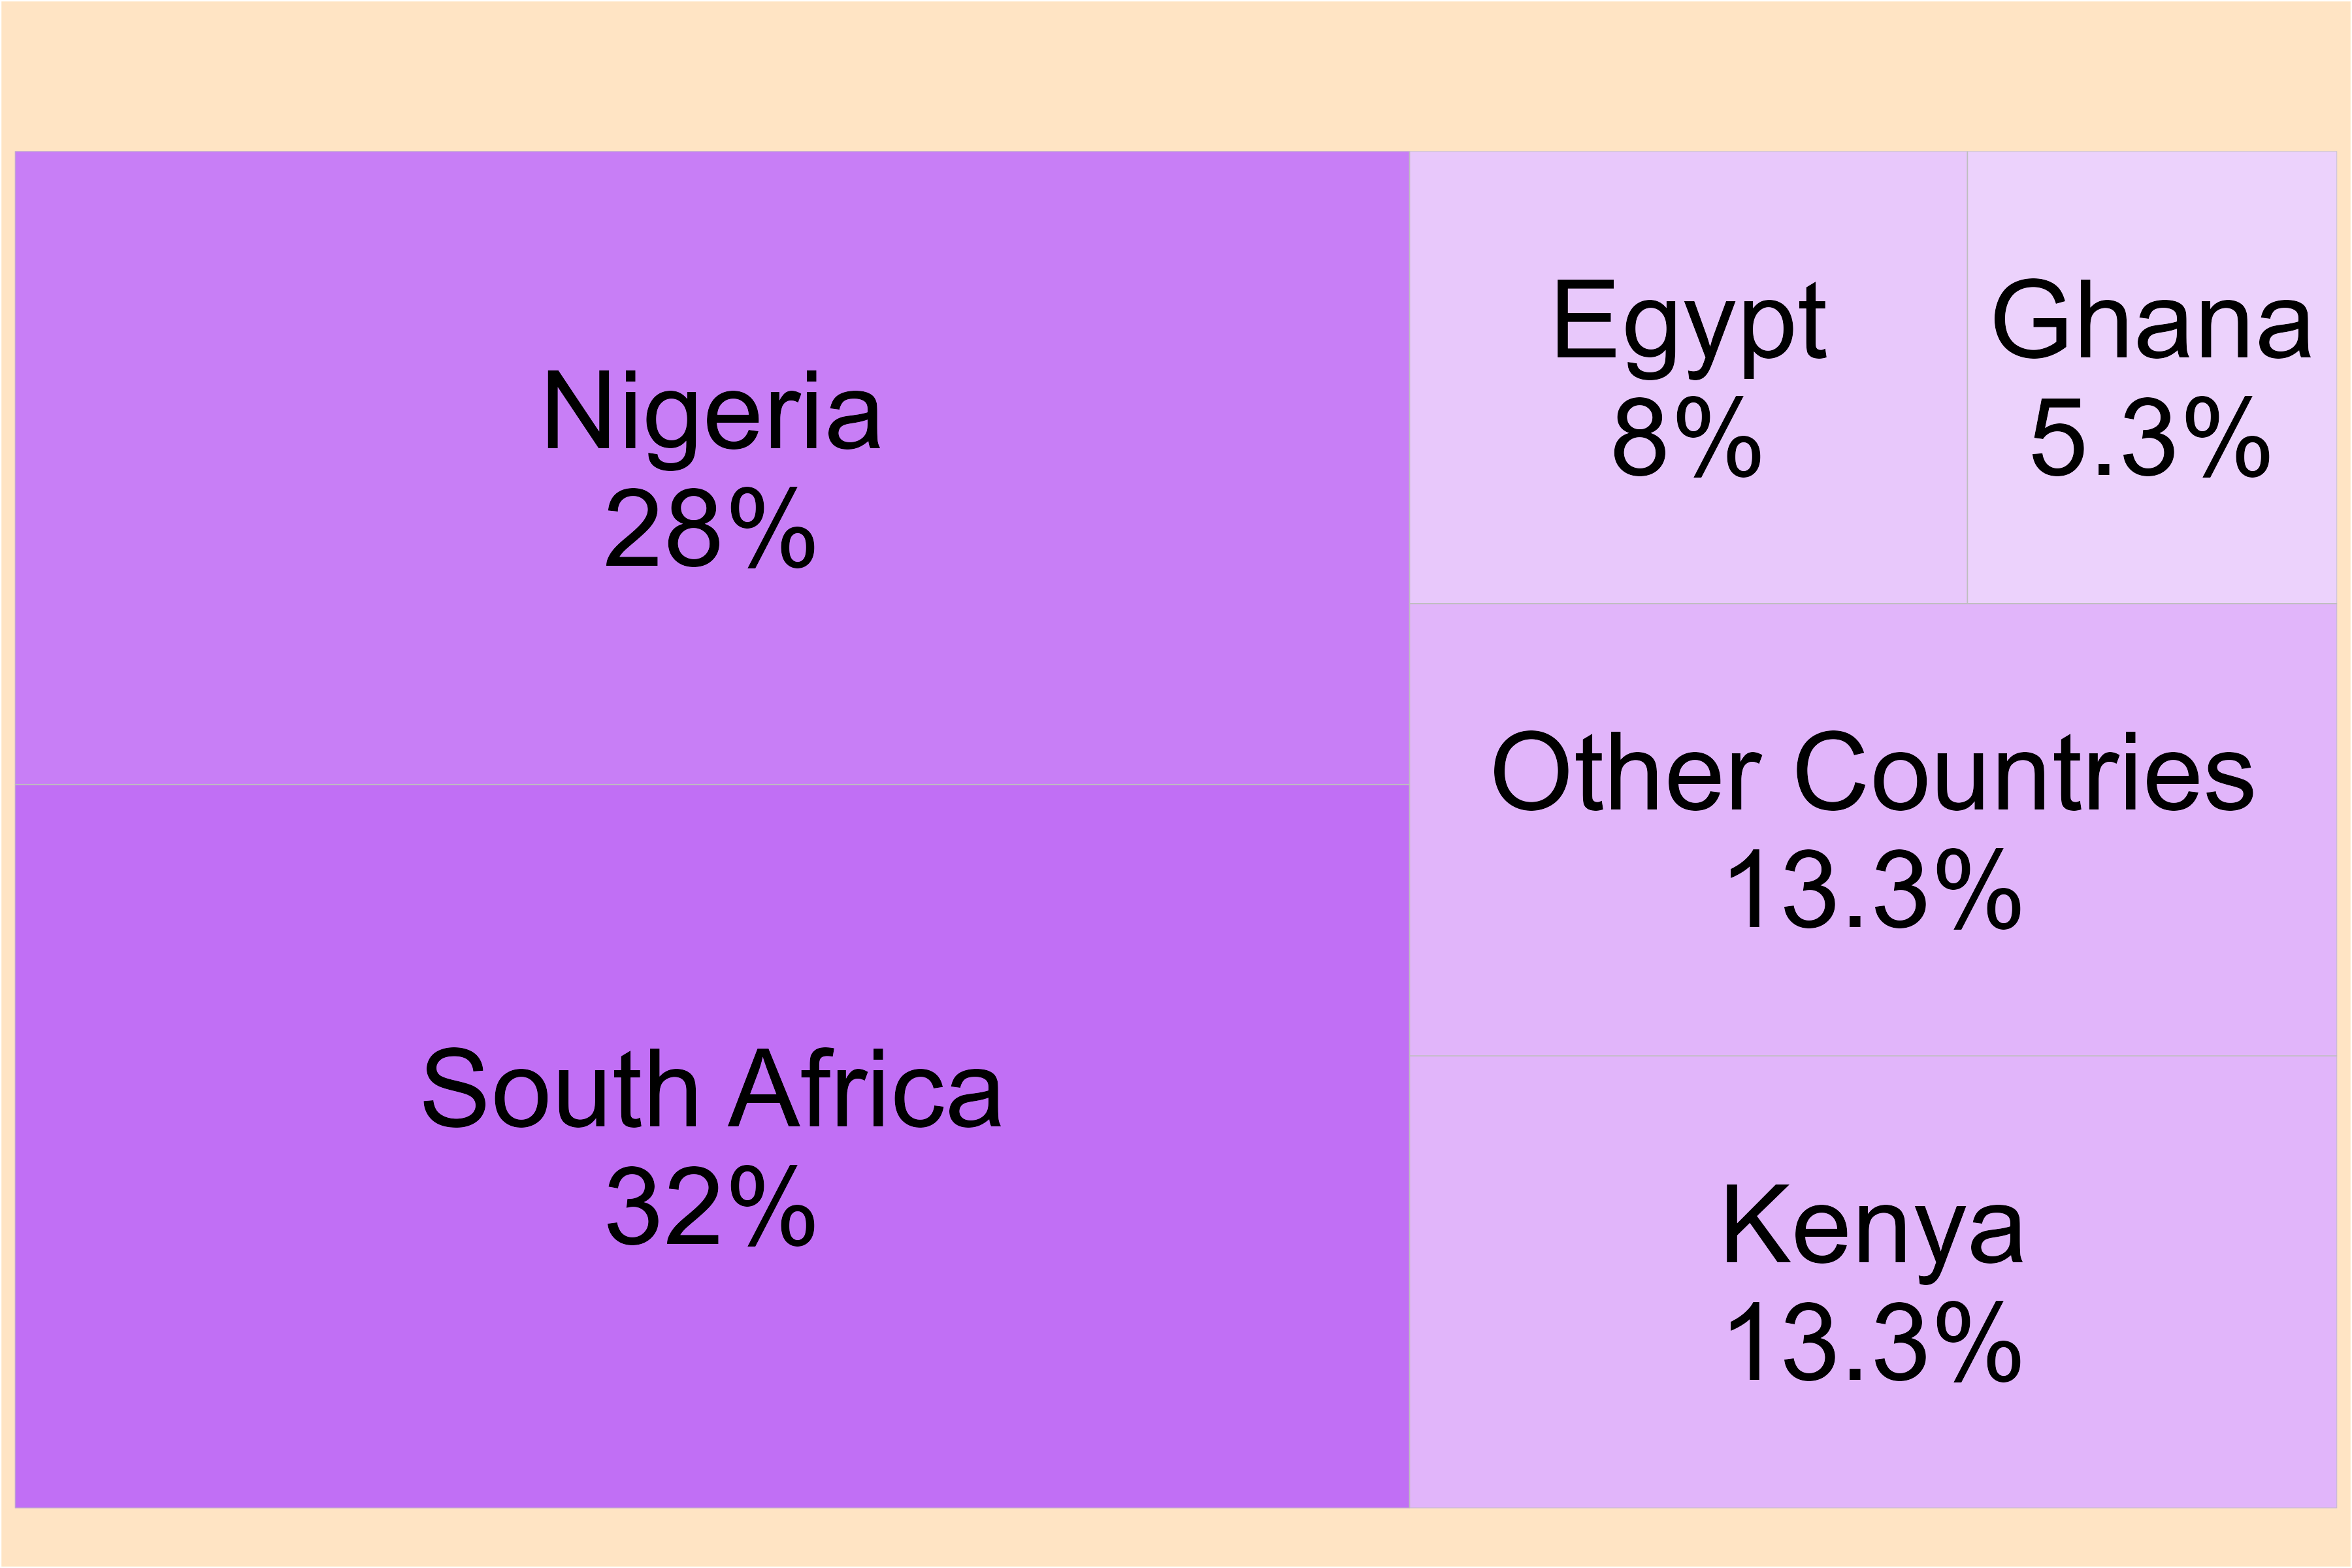 Nigeria
28%
South Africa
32%
Egypt
8%
Ghana
5.3%
Other Countries
13.3%
Kenya
13.3%